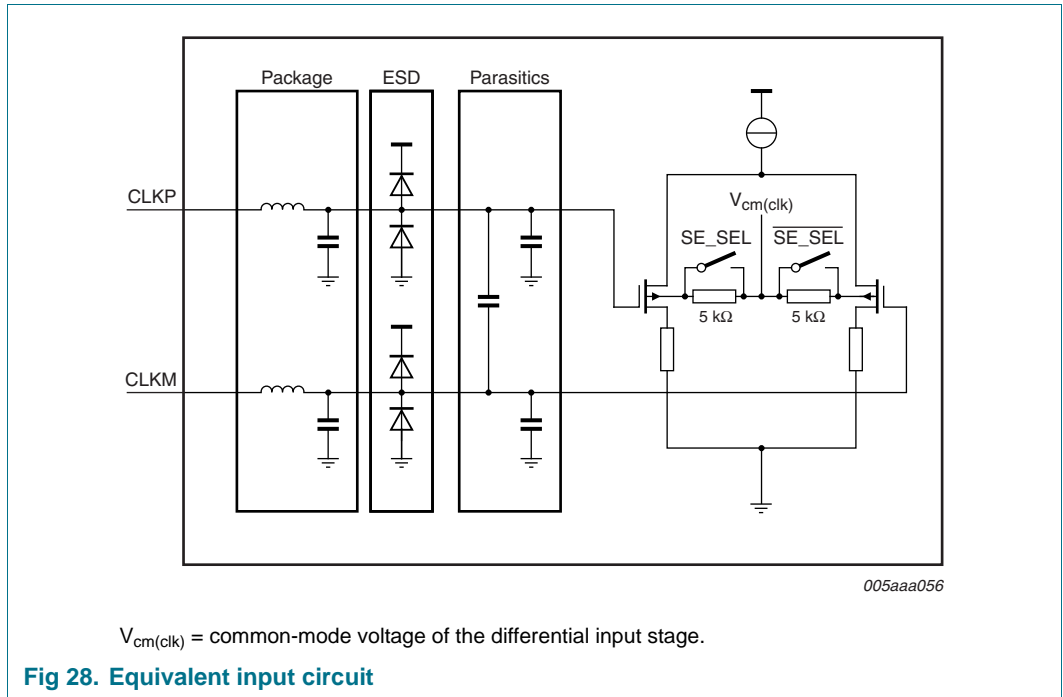 Package ESD Parasitics
CLKP
V_cm(clk)
SE_SEL S̅E̅_̅S̅E̅L̅
5 kΩ 5 kΩ
CLKM
005aaa056
V_cm(clk) = common-mode voltage of the differential input stage.
Fig 28. Equivalent input circuit